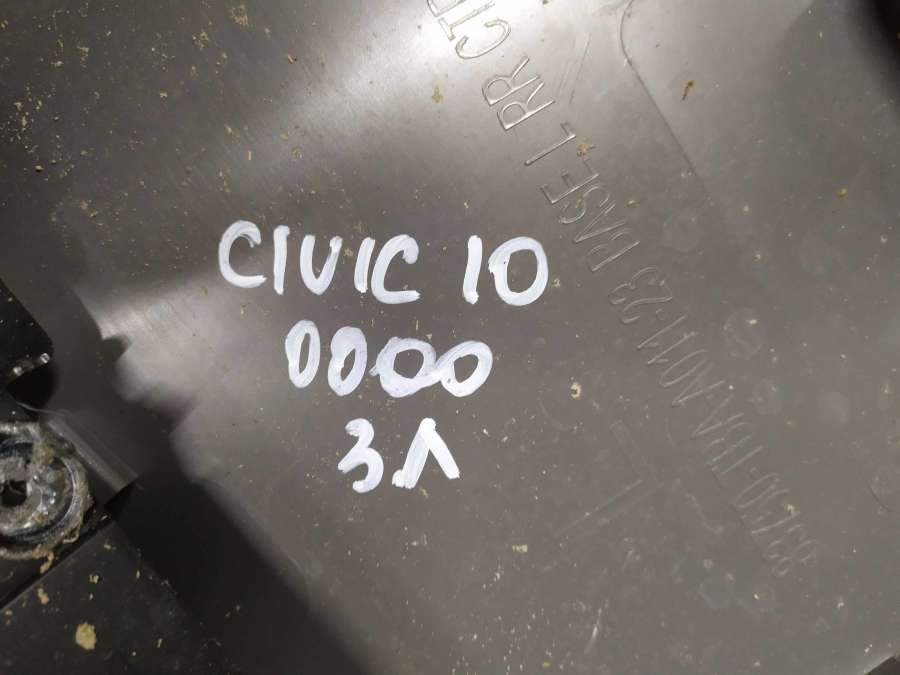 CIVIC 10
0000
3Л
BASE-L RR